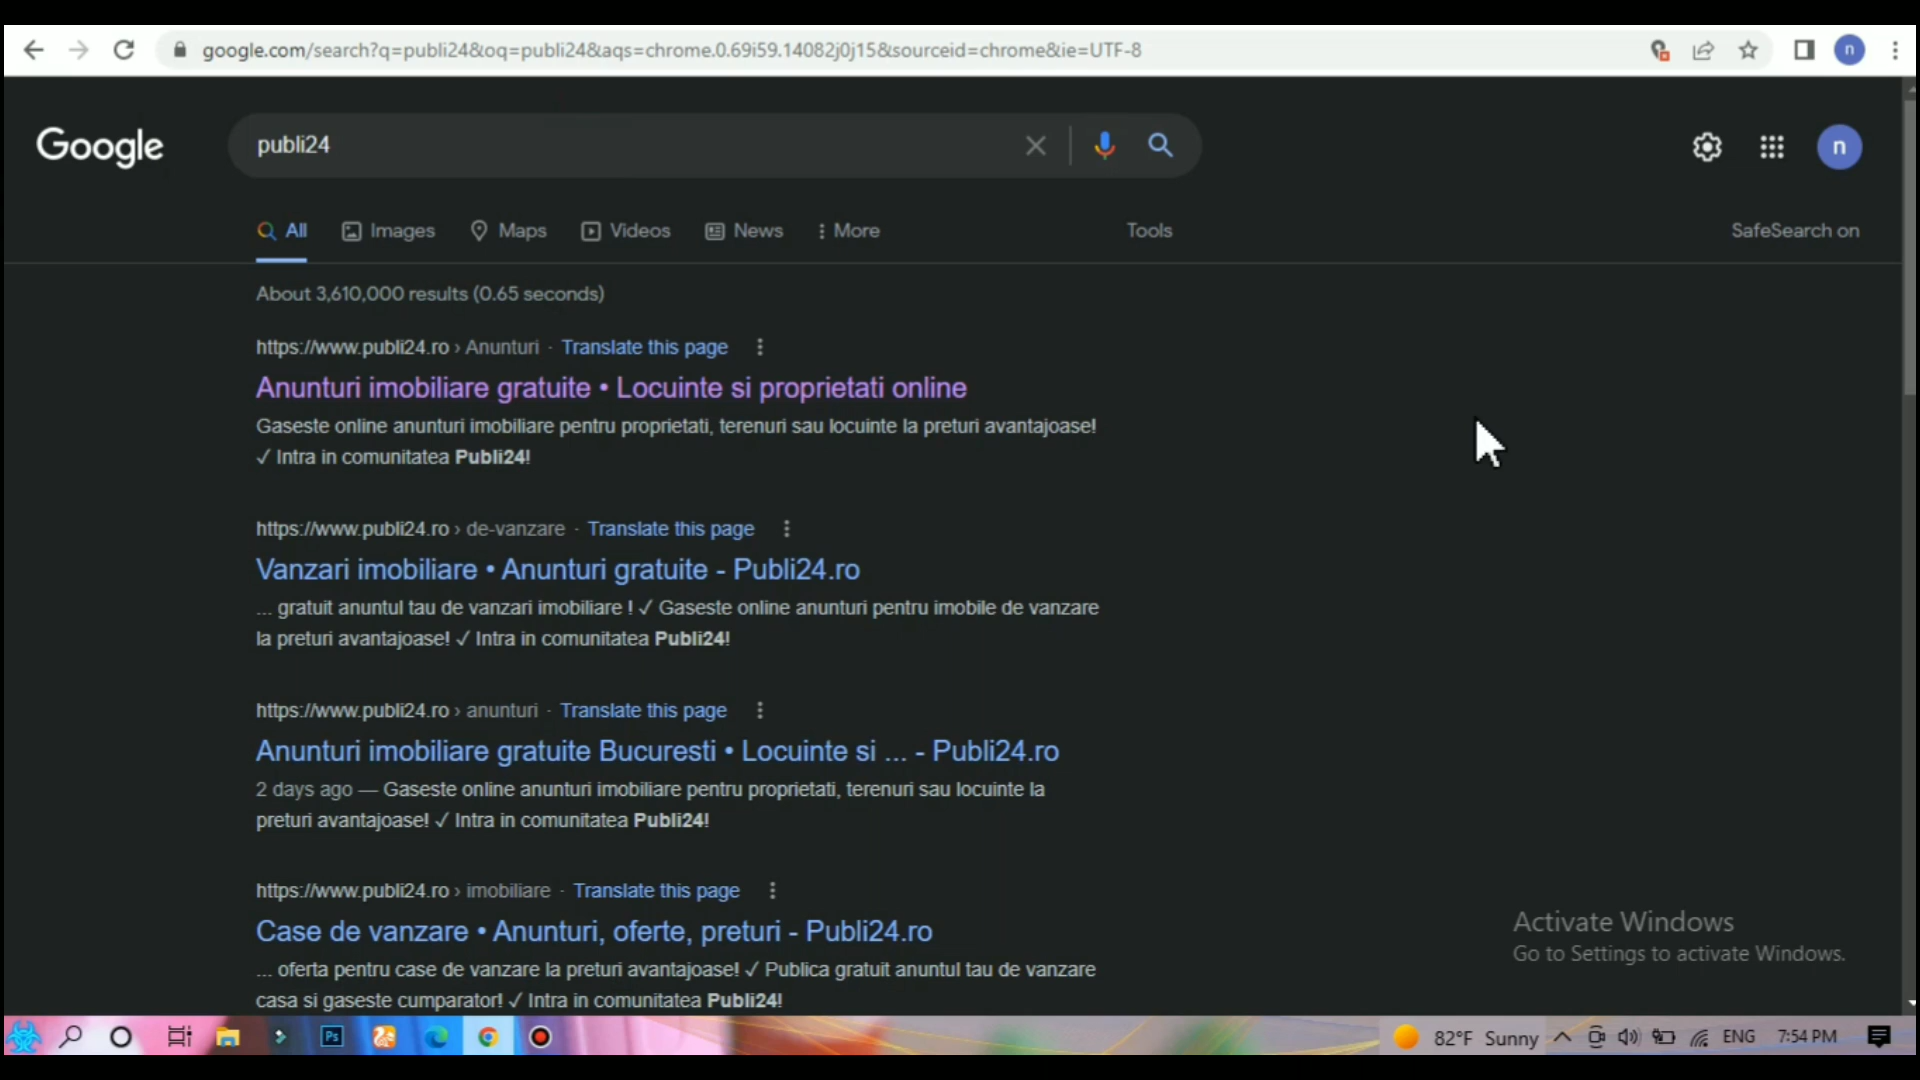 google.com/search?q=publi24&oq=publi24&aqs=chrome.0.69i59.14082j0j15&sourceid=chrome&ie=UTF-8
n
Google
publi24
n
All
Images
Maps
Videos
News
More
Tools
SafeSearch on
About 3,610,000 results (0.65 seconds)
https://www.publi24.ro › Anunturi · Translate this page
Anunturi imobiliare gratuite • Locuinte si proprietati online
Gaseste online anunturi imobiliare pentru proprietati, terenuri sau locuinte la preturi avantajoase!
✓ Intra in comunitatea Publi24!
https://www.publi24.ro › de-vanzare · Translate this page
Vanzari imobiliare • Anunturi gratuite - Publi24.ro
... gratuit anuntul tau de vanzari imobiliare ! ✓ Gaseste online anunturi pentru imobile de vanzare
la preturi avantajoase! ✓ Intra in comunitatea Publi24!
https://www.publi24.ro › anunturi · Translate this page
Anunturi imobiliare gratuite Bucuresti • Locuinte si ... - Publi24.ro
2 days ago — Gaseste online anunturi imobiliare pentru proprietati, terenuri sau locuinte la
preturi avantajoase! ✓ Intra in comunitatea Publi24!
https://www.publi24.ro › imobiliare · Translate this page
Case de vanzare • Anunturi, oferte, preturi - Publi24.ro
... oferta pentru case de vanzare la preturi avantajoase! ✓ Publica gratuit anuntul tau de vanzare
casa si gaseste cumparator! ✓ Intra in comunitatea Publi24!
Activate Windows
Go to Settings to activate Windows.
Ps
82°F Sunny
ENG
7:54 PM